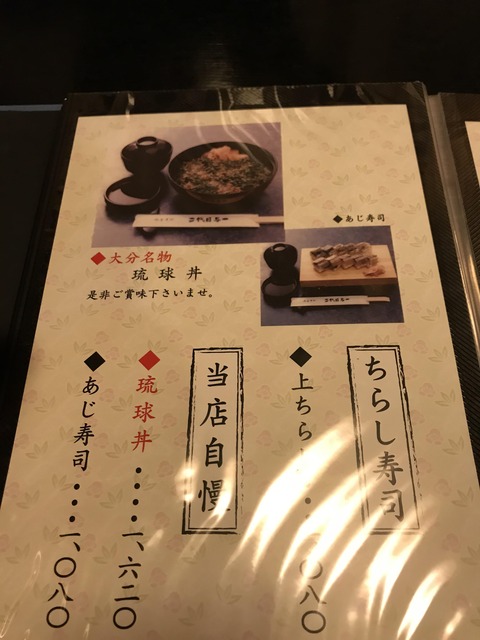 ◆あじ寿司
◆大分名物
琉球丼
是非ご賞味下さいませ。
ちらし寿司
◆上ちら
〇八〇
当店自慢
◆琉球丼・・・・・一、六二〇
◆あじ寿司・・・・一、〇八〇